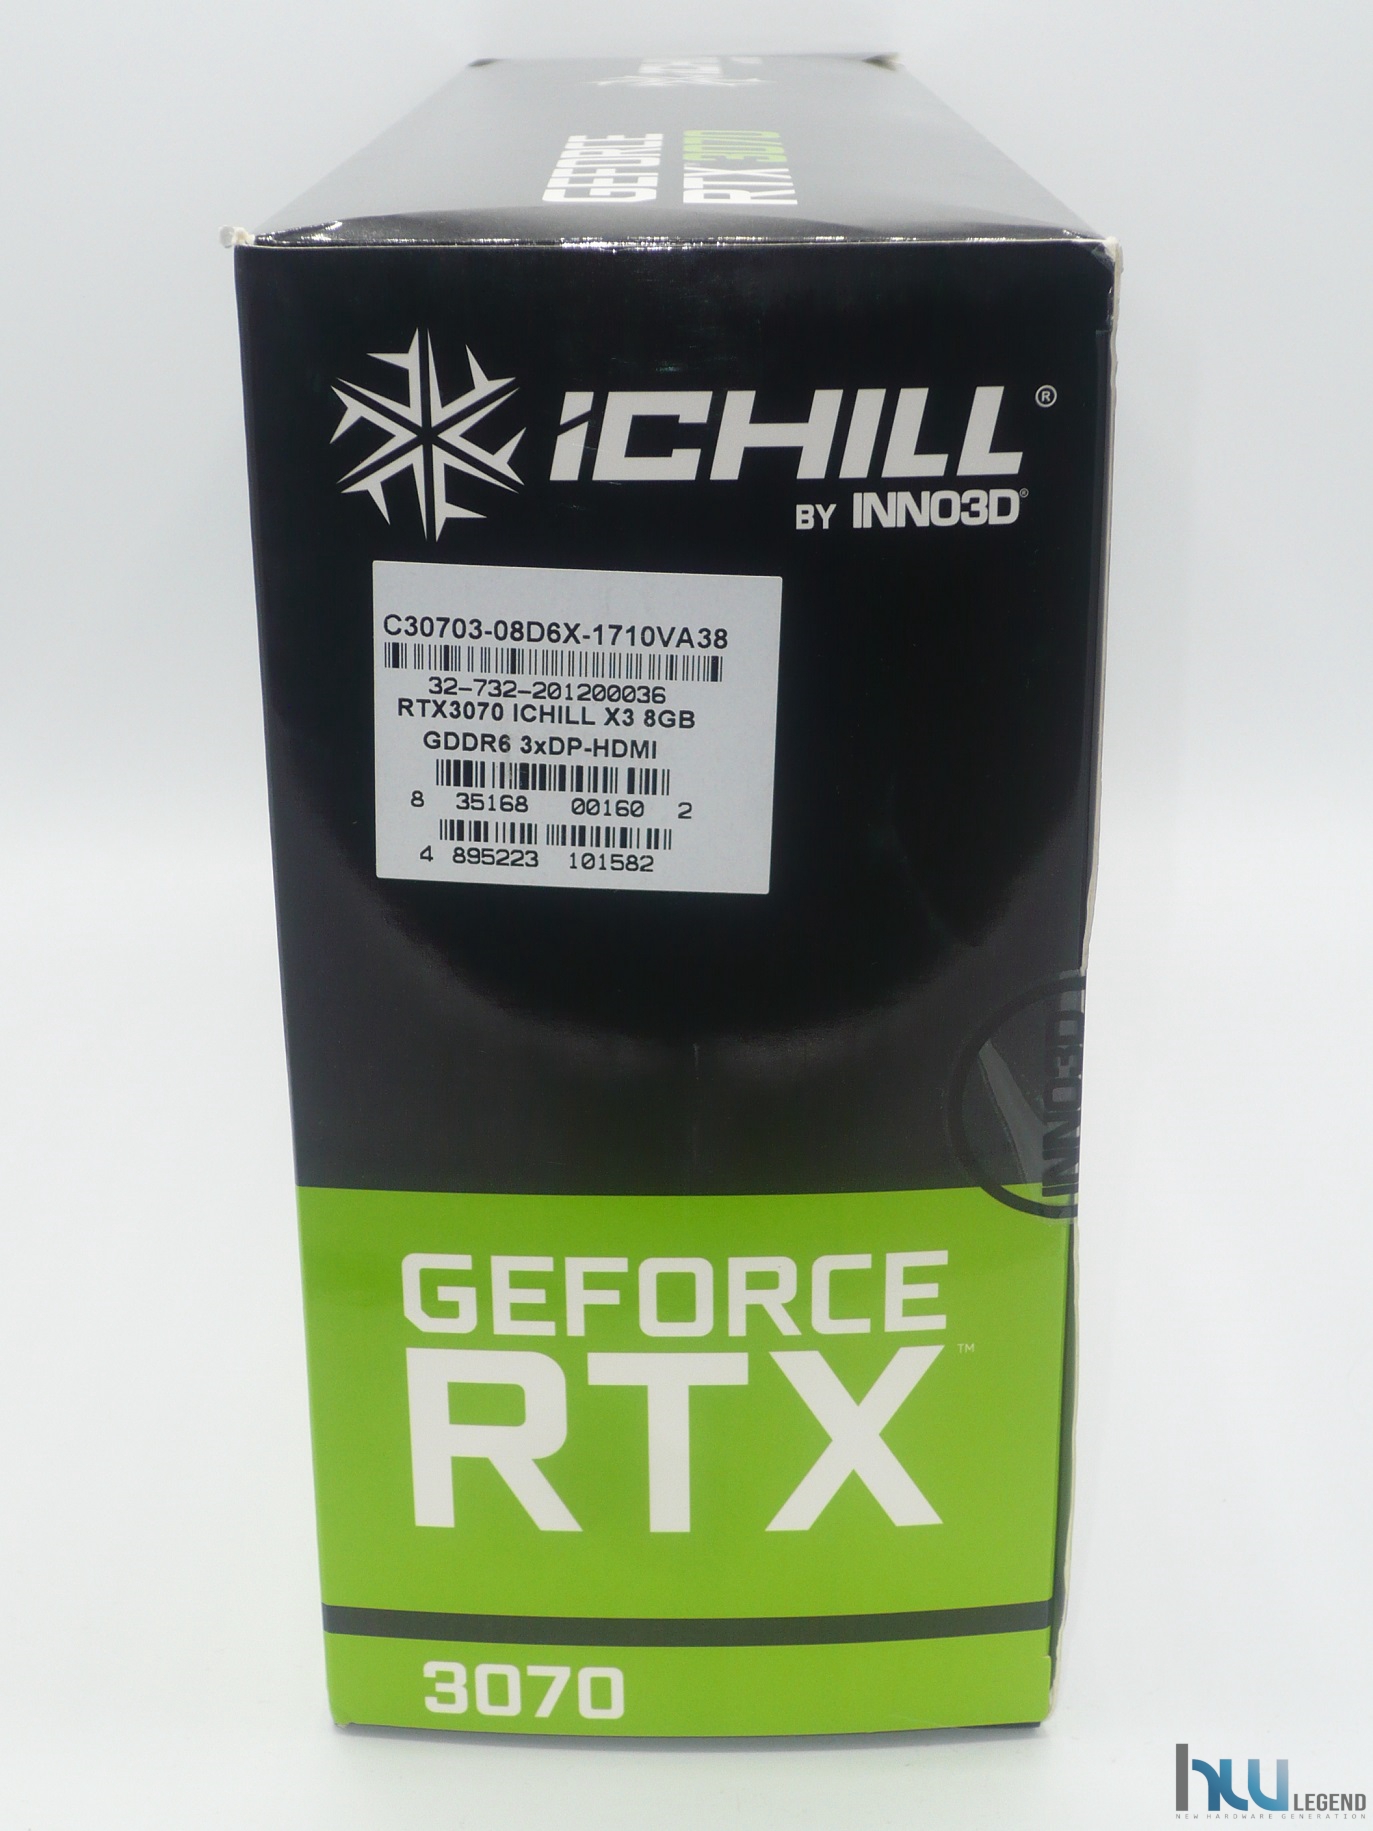 GEFORCE
RTX 3070
ICHILL®
BY INNO3D®
C30703-08D6X-1710VA38
32-732-201200036
RTX3070 ICHILL X3 8GB
GDDR6 3xDP-HDMI
8 35168 00160 2
4 895223 101582
INNO3D
GEFORCE
RTX™
3070
hw LEGEND
NEW HARDWARE GENERATION